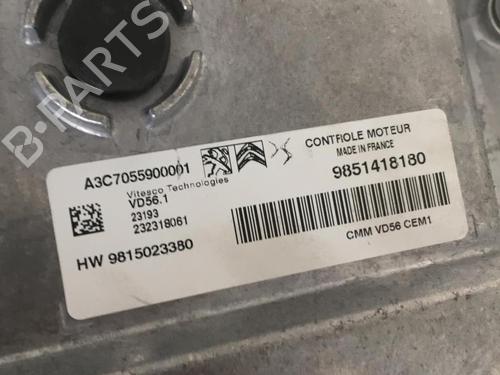 B-PARTS
A3C7055900001
Vitesco Technologies
VD56.1
23193
232318061
HW 9815023380
CONTROLE MOTEUR
MADE IN FRANCE
9851418180
CMM VD56 CEM1